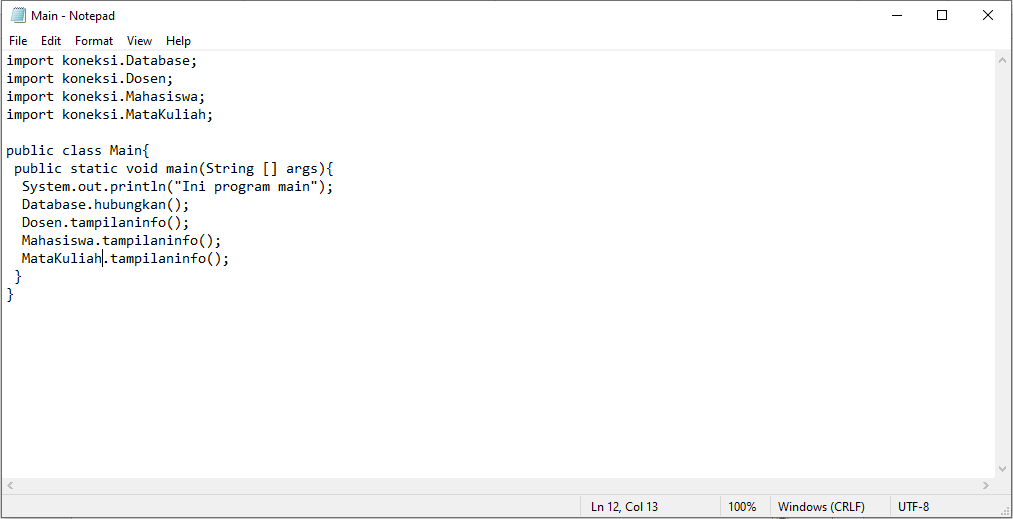 Main - Notepad
File Edit Format View Help
import koneksi.Database;
import koneksi.Dosen;
import koneksi.Mahasiswa;
import koneksi.MataKuliah;
public class Main{
public static void main(String [] args){
System.out.println("Ini program main");
Database.hubungkan();
Dosen.tampilaninfo();
Mahasiswa.tampilaninfo();
MataKuliah.tampilaninfo();
}
}
Ln 12, Col 13 100% Windows (CRLF) UTF-8